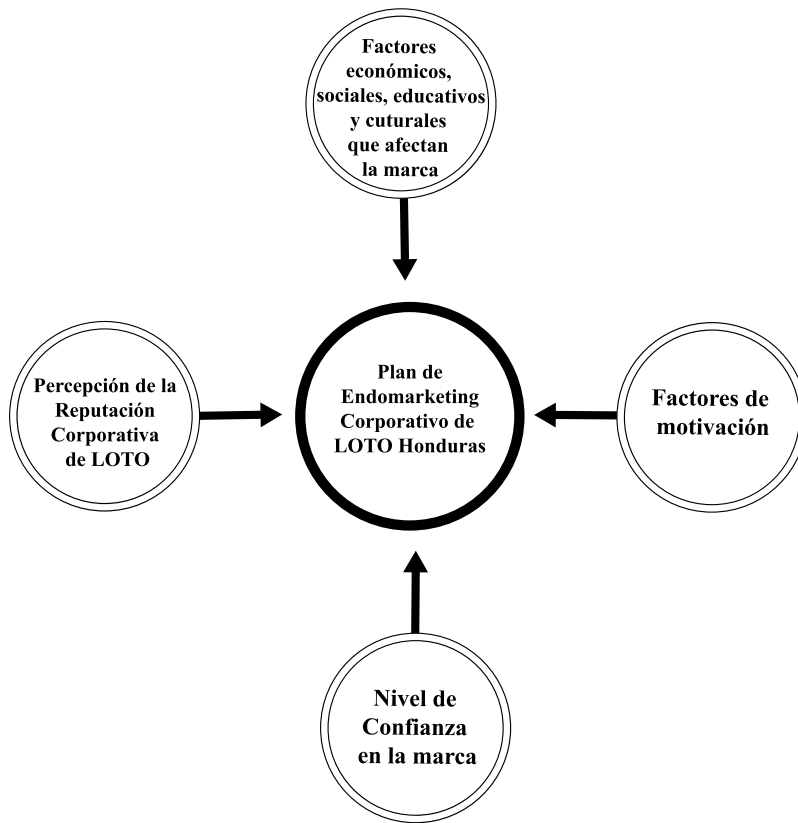 Factores
económicos,
sociales, educativos
y cuturales
que afectan
la marca
Percepción de la
Reputación
Corporativa
de LOTO
Plan de
Endomarketing
Corporativo de
LOTO Honduras
Factores de
motivación
Nivel de
Confianza
en la marca